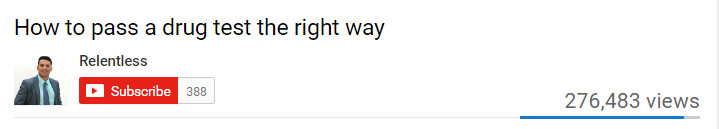 How to pass a drug test the right way
Relentless
Subscribe 388
276,483 views